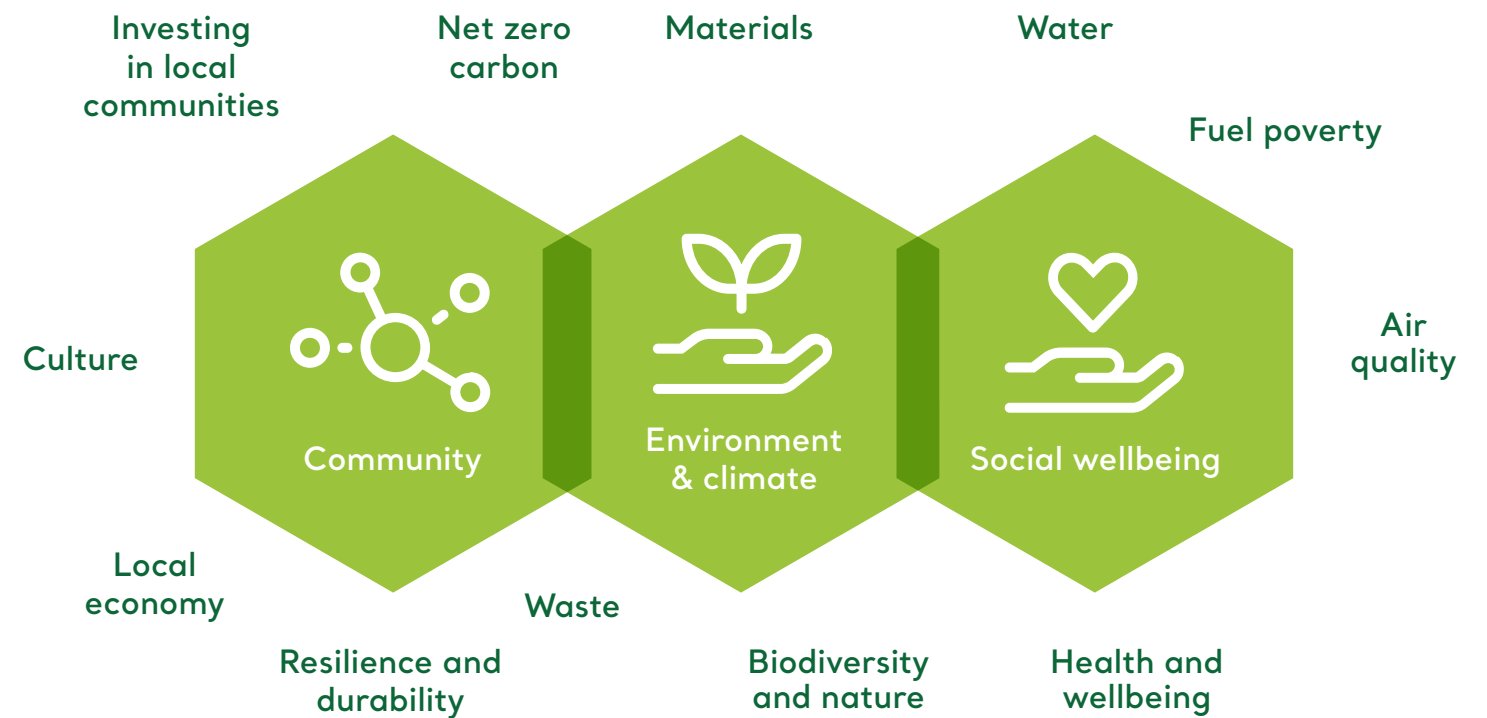 Investing
in local
communities
Net zero
carbon
Materials
Water
Fuel poverty
Culture
Air
quality
Community
Environment
& climate
Social wellbeing
Local
economy
Waste
Resilience and
durability
Biodiversity
and nature
Health and
wellbeing